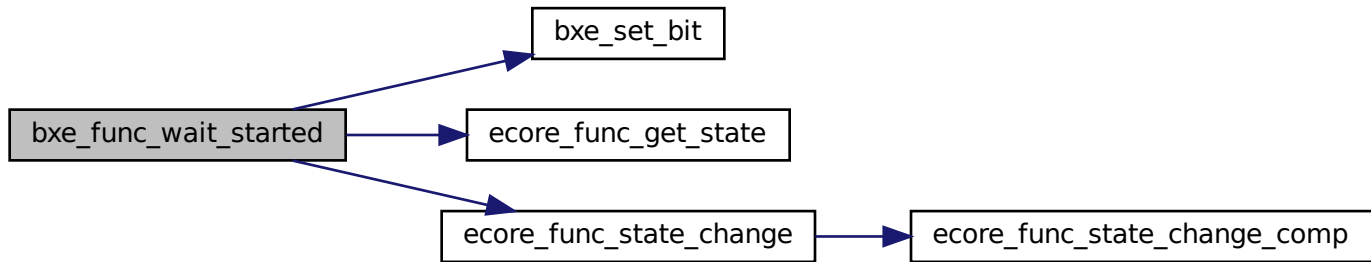 bxe_set_bit
bxe_func_wait_started
ecore_func_get_state
ecore_func_state_change
ecore_func_state_change_comp